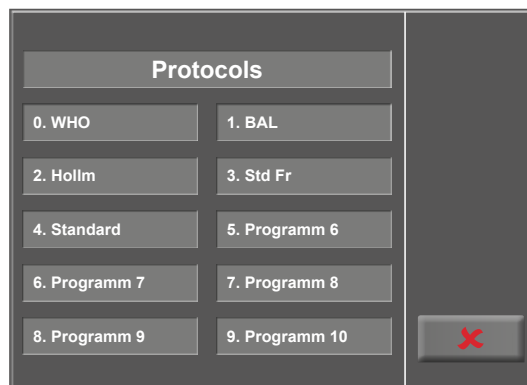 Protocols
0. WHO
1. BAL
2. Hollm
3. Std Fr
4. Standard
5. Programm 6
6. Programm 7
7. Programm 8
8. Programm 9
9. Programm 10